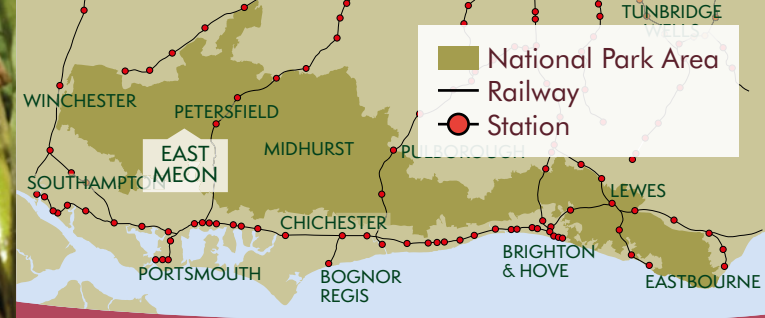 TUNBRIDGE
WELLS
National Park Area
Railway
Station
WINCHESTER
PETERSFIELD
MIDHURST
PULBOROUGH
EAST
MEON
SOUTHAMPTON
LEWES
CHICHESTER
BRIGHTON
& HOVE
PORTSMOUTH
BOGNOR
REGIS
EASTBOURNE